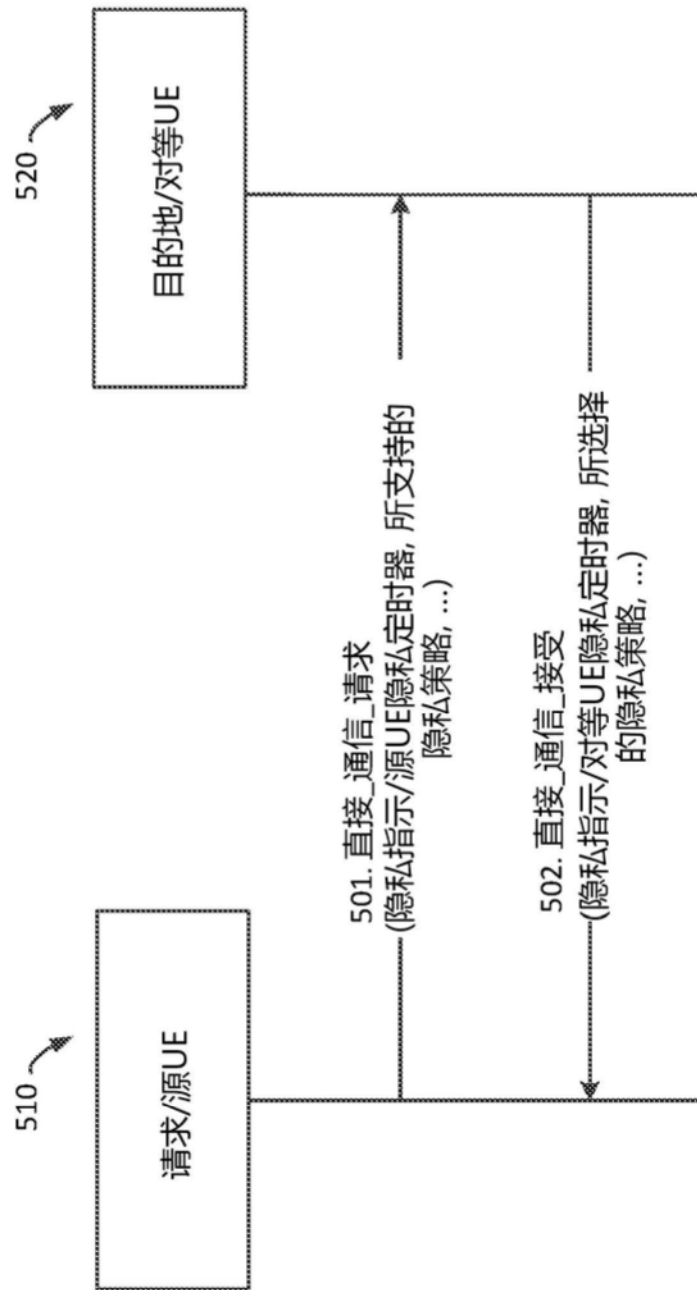 510
520
请求/源UE
目的地/对等UE
501. 直接_通信_请求
(隐私指示/源UE隐私定时器, 所支持的
隐私策略, ...)
502. 直接_通信_接受
(隐私指示/对等UE隐私定时器, 所选择
的隐私策略, ...)